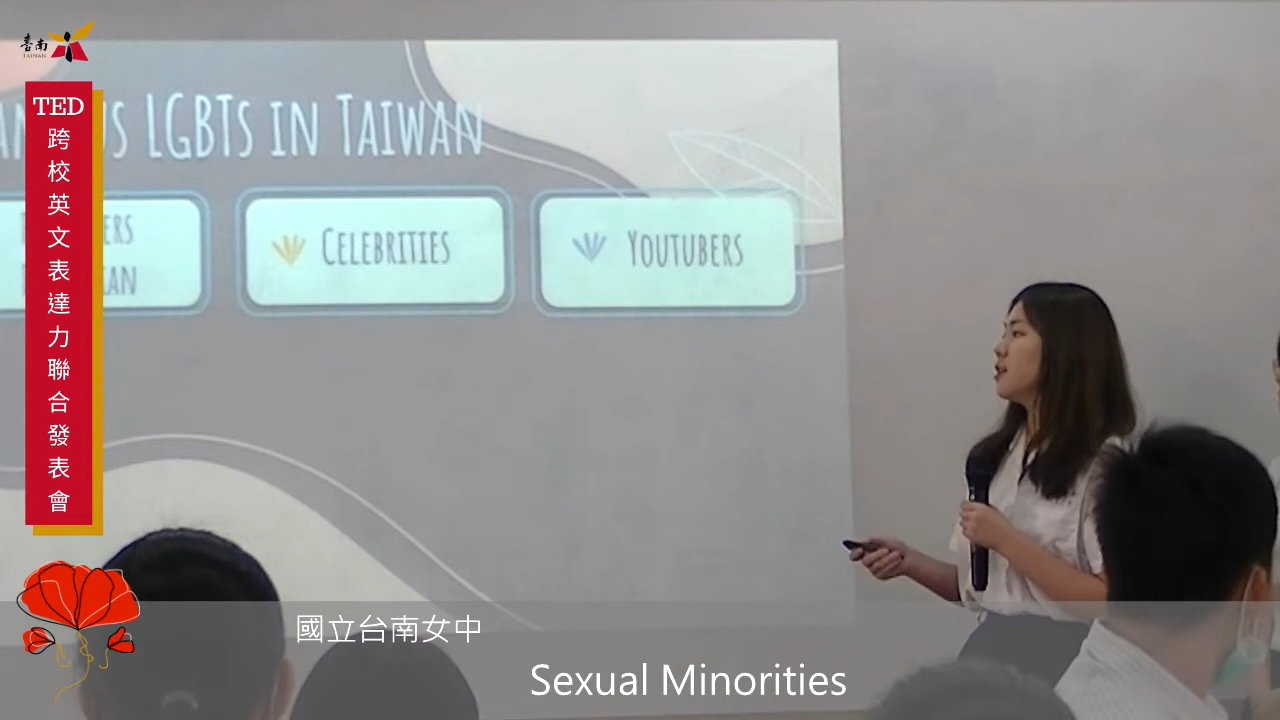 臺南
TAINAN
TED
跨校英文表達力聯合發表會
LGBTs in Taiwan
Celebrities
Youtubers
國立台南女中
Sexual Minorities